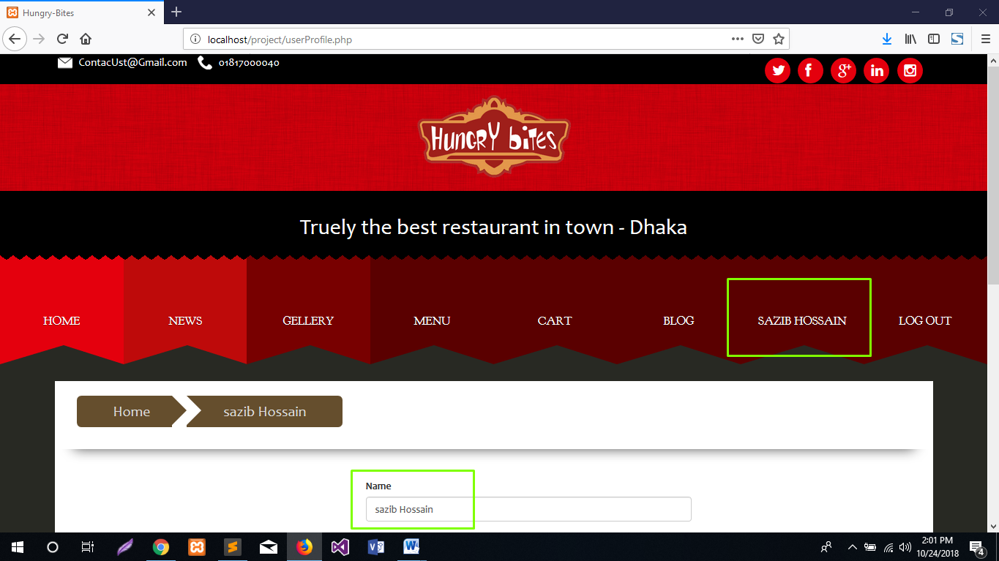 Hungry-Bites
localhost/project/userProfile.php
ContacUst@Gmail.com 01817000040
Hungry bites
Truely the best restaurant in town - Dhaka
HOME NEWS GELLERY MENU CART BLOG SAZIB HOSSAIN LOG OUT
Home sazib Hossain
Name
sazib Hossain
2:01 PM
10/24/2018
4